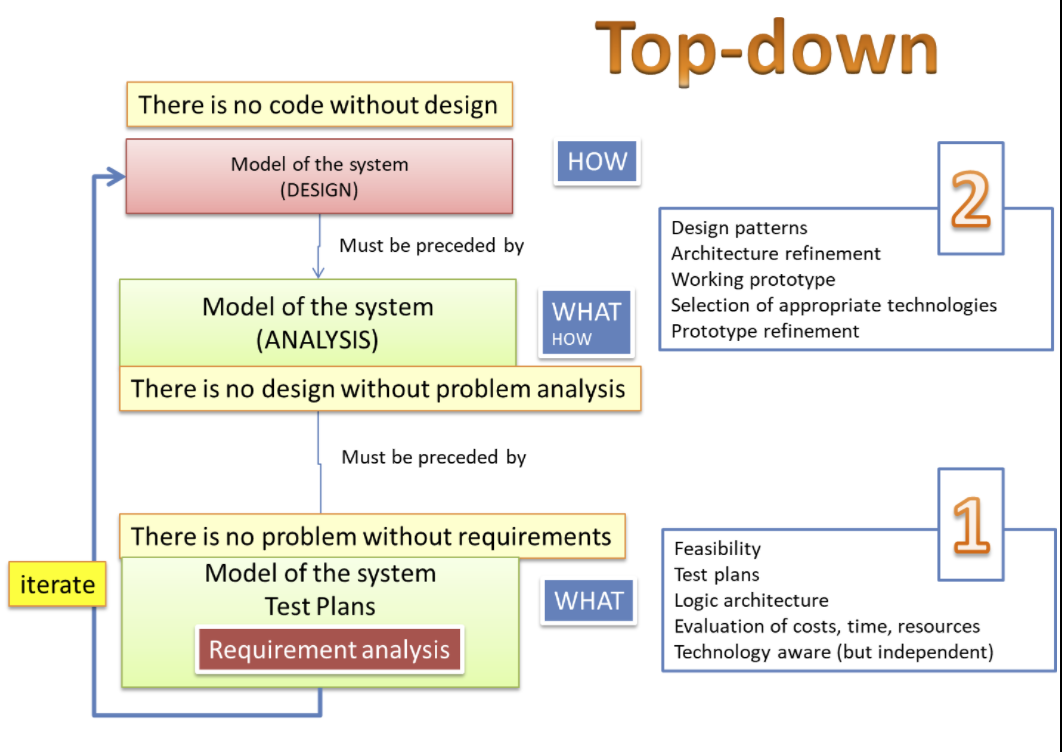 Top-down
There is no code without design
Model of the system
(DESIGN)
HOW
2
Design patterns
Architecture refinement
Working prototype
Selection of appropriate technologies
Prototype refinement
Must be preceded by
Model of the system
(ANALYSIS)
WHAT
HOW
There is no design without problem analysis
Must be preceded by
1
There is no problem without requirements
Model of the system
Test Plans
Requirement analysis
WHAT
Feasibility
Test plans
Logic architecture
Evaluation of costs, time, resources
Technology aware (but independent)
iterate